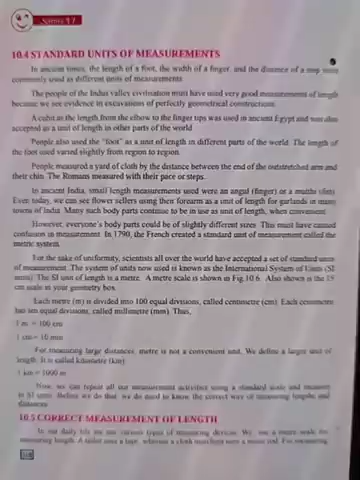 10.4 STANDARD UNITS OF MEASUREMENTS
In ancient times, the length of a foot, the width of a finger, and the distance of a step were
commonly used as different units of measurements.
The people of the Indus valley civilisation must have used very good measurements of length
because we see evidence in excavations of perfectly geometrical constructions.
A cubit as the length from the elbow to the finger tips was used in ancient Egypt and was also
accepted as a unit of length in other parts of the world.
People also used the "foot" as a unit of length in different parts of the world. The length of
the foot used varied slightly from region to region.
People measured a yard of cloth by the distance between the end of the outstretched arm and
their chin. The Romans measured with their pace or steps.
In ancient India, small length measurements used were an angul (finger) or a mutthi (fist).
Even today, we can see flower sellers using their forearm as a unit of length for garlands in many
towns of India. Many such body parts continue to be in use as unit of length, when convenient.
However, everyone's body parts could be of slightly different sizes. This must have caused
confusion in measurement. In 1790, the French created a standard unit of measurement called the
metric system.
For the sake of uniformity, scientists all over the world have accepted a set of standard units
of measurement. The system of units now used is known as the International System of Units (SI
units). The SI unit of length is a metre. A metre scale is shown in Fig.10.6. Also shown is the 15
cm scale in your geometry box.
Each metre (m) is divided into 100 equal divisions, called centimetre (cm). Each centimetre
has ten equal divisions, called millimetre (mm). Thus,
1 m = 100 cm
1 cm = 10 mm
For measuring large distances, metre is not a convenient unit. We define a larger unit of
length. It is called kilometre (km).
1 km = 1000 m
Now, we can repeat all our measurement activities using a standard scale and measure
in SI units. Before we do that we do need to know the correct way of measuring lengths and
distances.
10.5 CORRECT MEASUREMENT OF LENGTH
In our daily life we use various types of measuring devices. We use a metre scale for
measuring length. A tailor uses a tape, whereas a cloth merchant uses a metre rod. For measuring